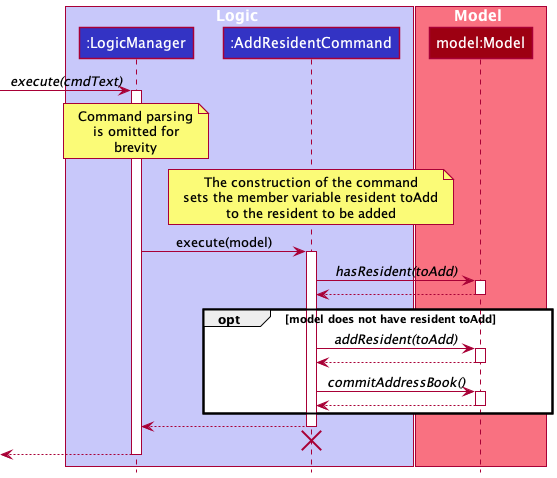 Logic
Model
:LogicManager
:AddResidentCommand
model:Model
execute(cmdText)
Command parsing
is omitted for
brevity
The construction of the command
sets the member variable resident toAdd
to the resident to be added
execute(model)
hasResident(toAdd)
opt
[model does not have resident toAdd]
addResident(toAdd)
commitAddressBook()